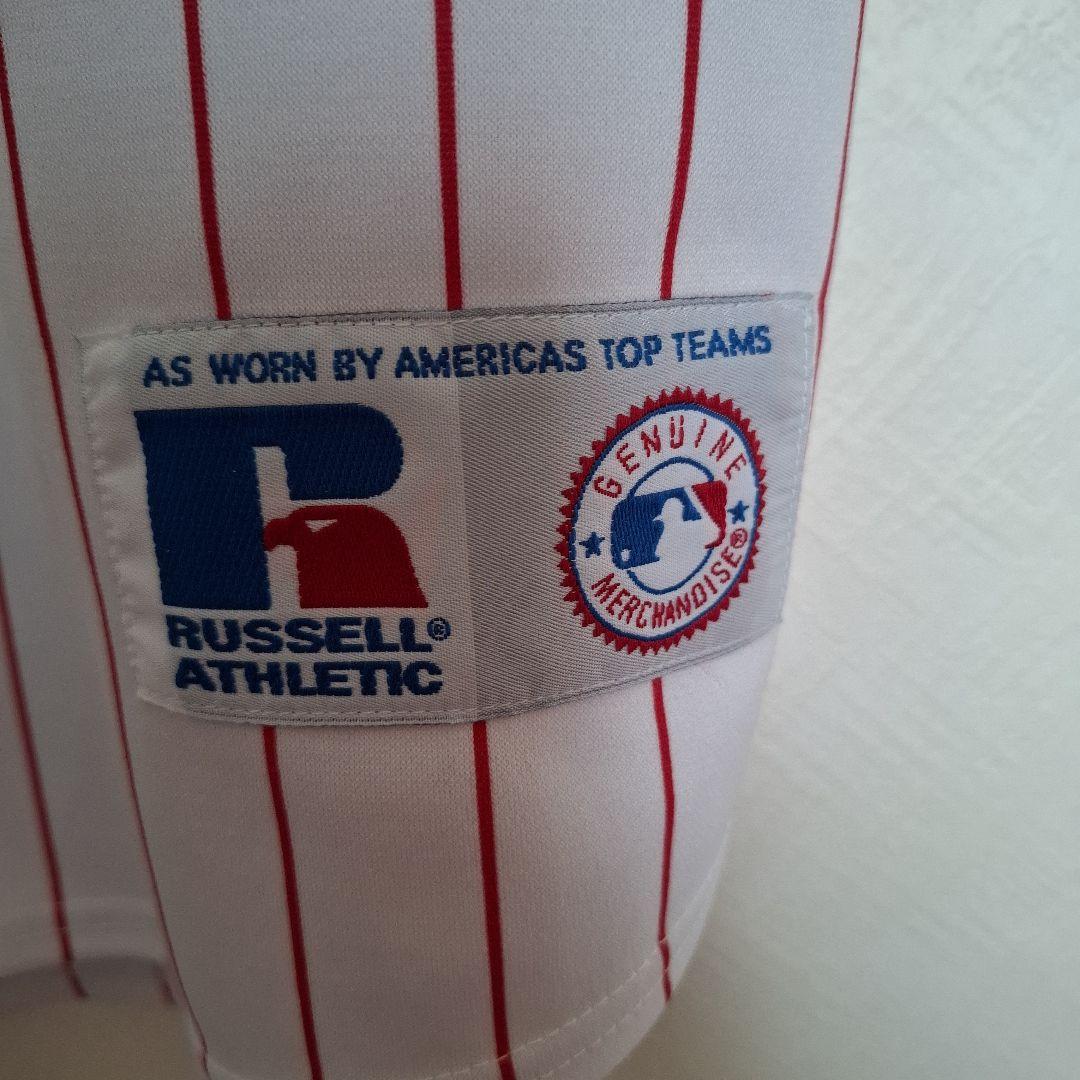 AS WORN BY AMERICAS TOP TEAMS
RUSSELL®
ATHLETIC
GENUINE
MERCHANDISE®